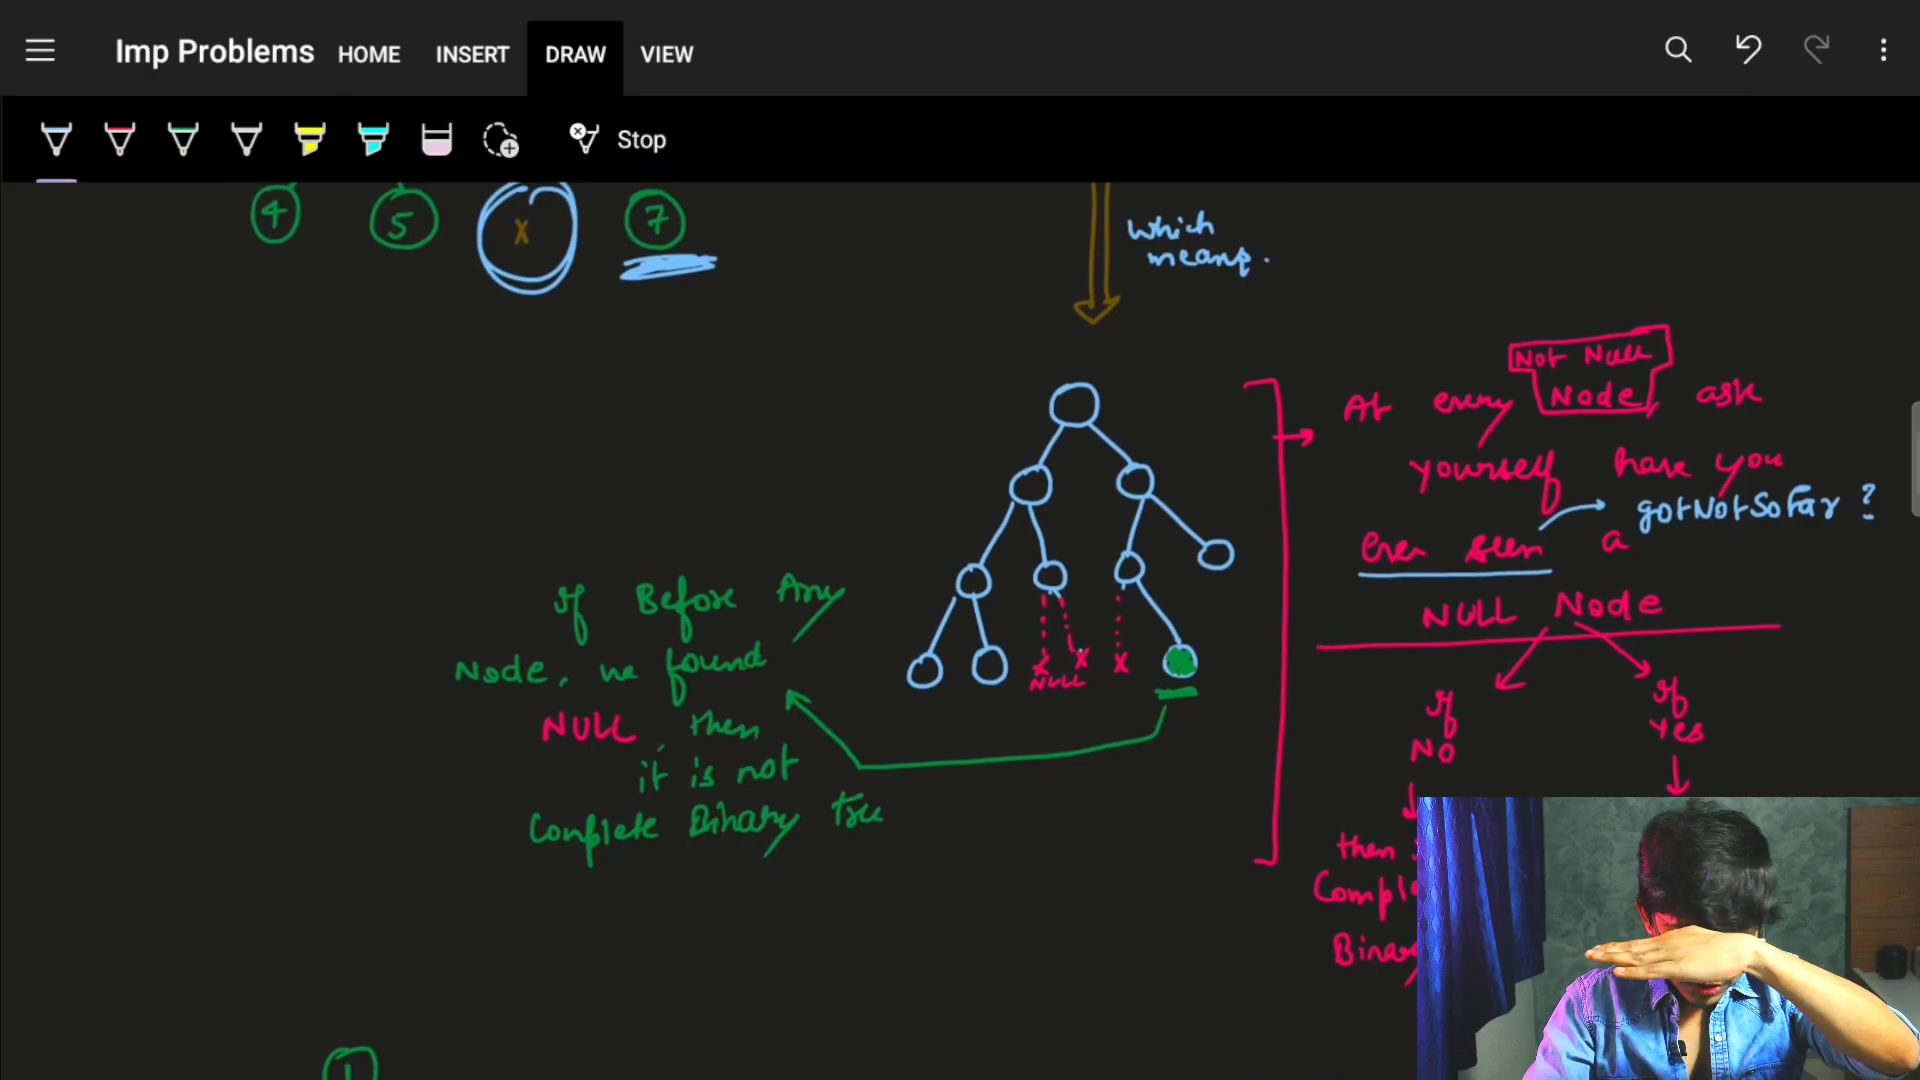 Imp Problems HOME INSERT DRAW VIEW
Stop
4 5 X 7
which
means.
Not Null
At every Node, ask
yourself have you
gotNotSoFar ?
ever seen a
NULL Node
If
NO
If
Yes
then
Comple
Binary
X X X
NULL
If Before Any
Node, we found
NULL then
it is not
Complete Binary tree
1